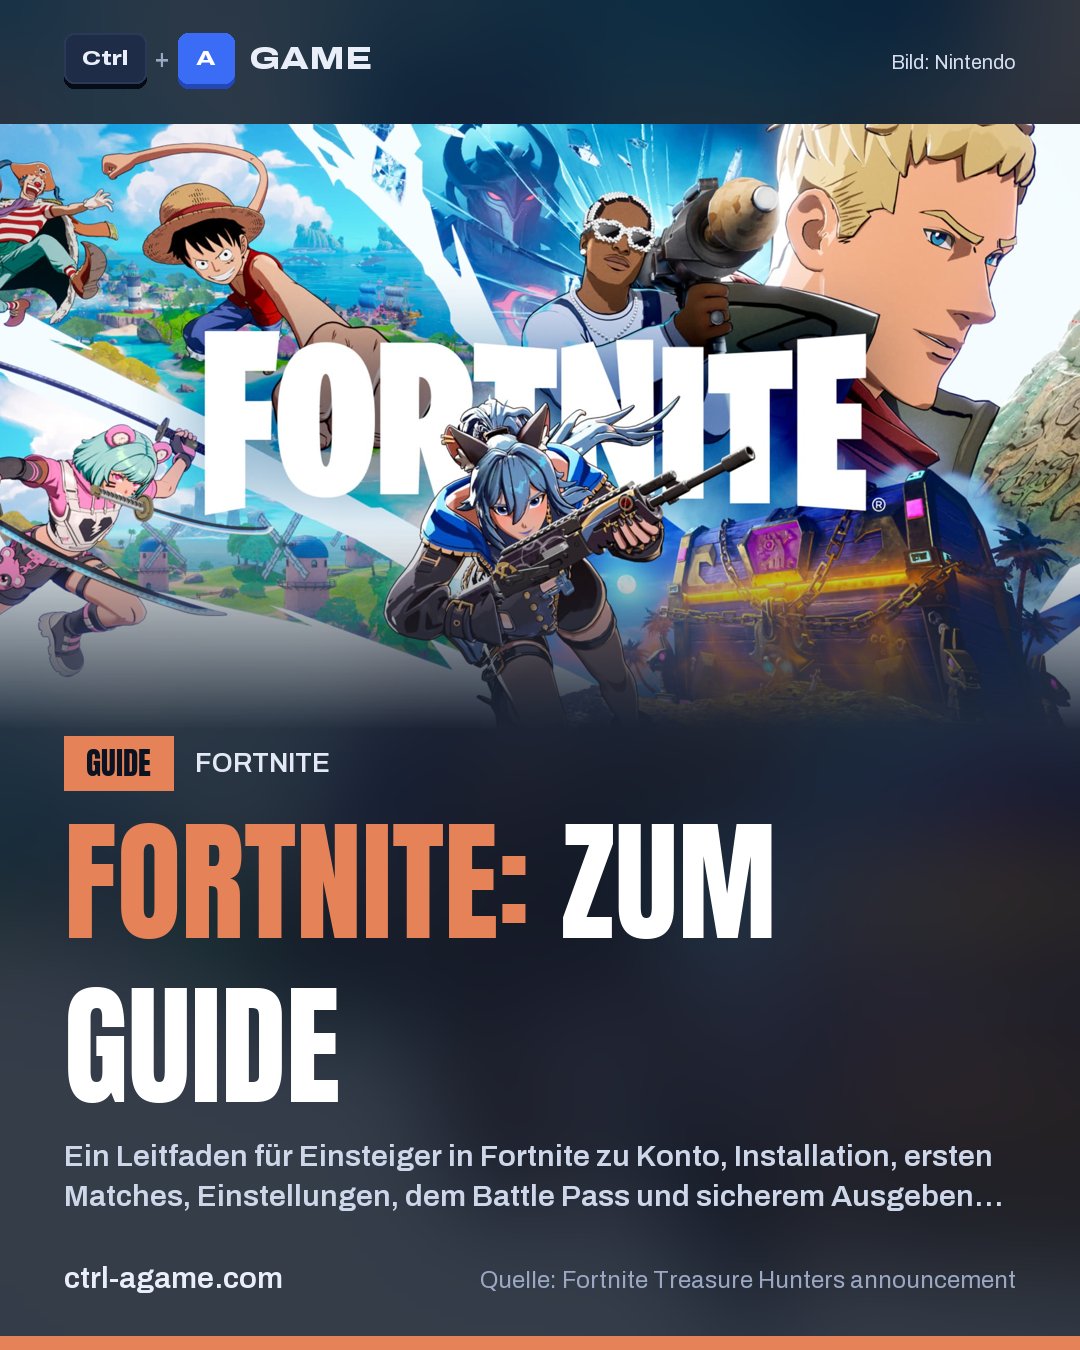 Ctrl + A GAME
Bild: Nintendo
FORTNITE®
GUIDE FORTNITE
FORTNITE: ZUM
GUIDE
Ein Leitfaden für Einsteiger in Fortnite zu Konto, Installation, ersten
Matches, Einstellungen, dem Battle Pass und sicherem Ausgeben…
ctrl-agame.com
Quelle: Fortnite Treasure Hunters announcement